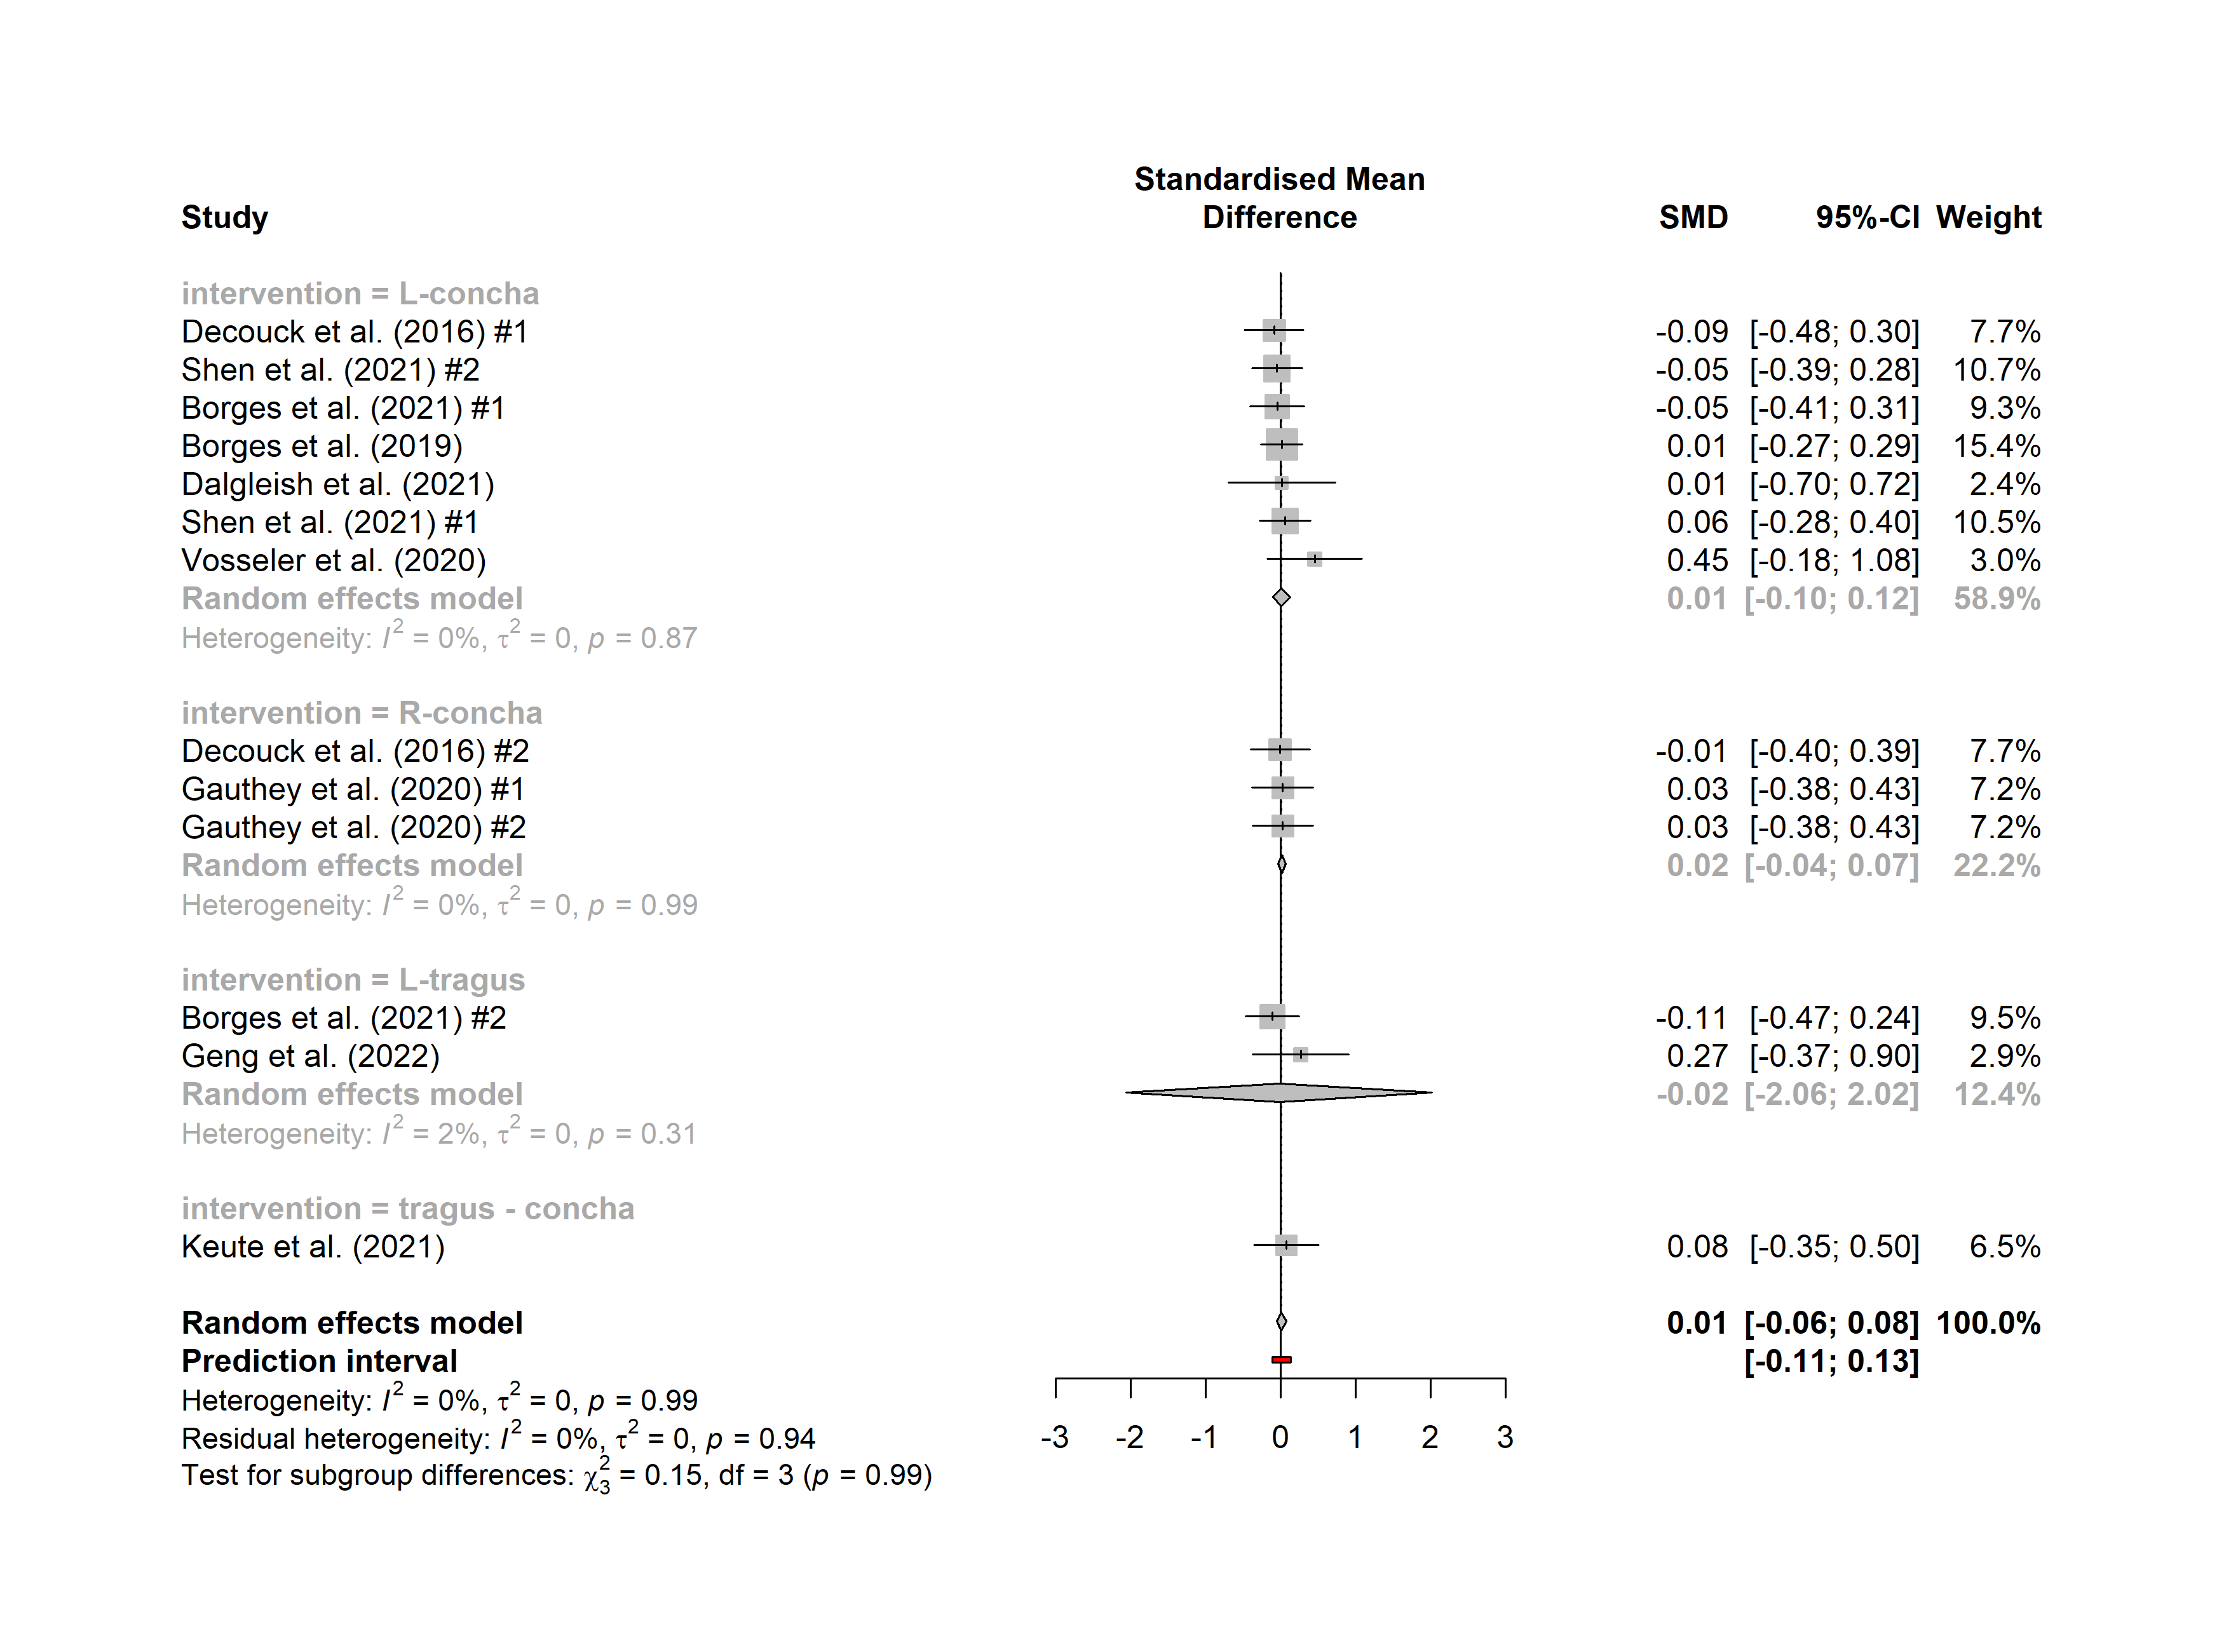 Standardised Mean
Study Difference SMD 95%-CI Weight
intervention = L-concha
Decouck et al. (2016) #1 -0.09 [-0.48; 0.30] 7.7%
Shen et al. (2021) #2 -0.05 [-0.39; 0.28] 10.7%
Borges et al. (2021) #1 -0.05 [-0.41; 0.31] 9.3%
Borges et al. (2019) 0.01 [-0.27; 0.29] 15.4%
Dalgleish et al. (2021) 0.01 [-0.70; 0.72] 2.4%
Shen et al. (2021) #1 0.06 [-0.28; 0.40] 10.5%
Vosseler et al. (2020) 0.45 [-0.18; 1.08] 3.0%
Random effects model 0.01 [-0.10; 0.12] 58.9%
Heterogeneity: I² = 0%, τ² = 0, p = 0.87
intervention = R-concha
Decouck et al. (2016) #2 -0.01 [-0.40; 0.39] 7.7%
Gauthey et al. (2020) #1 0.03 [-0.38; 0.43] 7.2%
Gauthey et al. (2020) #2 0.03 [-0.38; 0.43] 7.2%
Random effects model 0.02 [-0.04; 0.07] 22.2%
Heterogeneity: I² = 0%, τ² = 0, p = 0.99
intervention = L-tragus
Borges et al. (2021) #2 -0.11 [-0.47; 0.24] 9.5%
Geng et al. (2022) 0.27 [-0.37; 0.90] 2.9%
Random effects model -0.02 [-2.06; 2.02] 12.4%
Heterogeneity: I² = 2%, τ² = 0, p = 0.31
intervention = tragus - concha
Keute et al. (2021) 0.08 [-0.35; 0.50] 6.5%
Random effects model 0.01 [-0.06; 0.08] 100.0%
Prediction interval [-0.11; 0.13]
Heterogeneity: I² = 0%, τ² = 0, p = 0.99
Residual heterogeneity: I² = 0%, τ² = 0, p = 0.94
-3 -2 -1 0 1 2 3
Test for subgroup differences: χ²₃ = 0.15, df = 3 (p = 0.99)